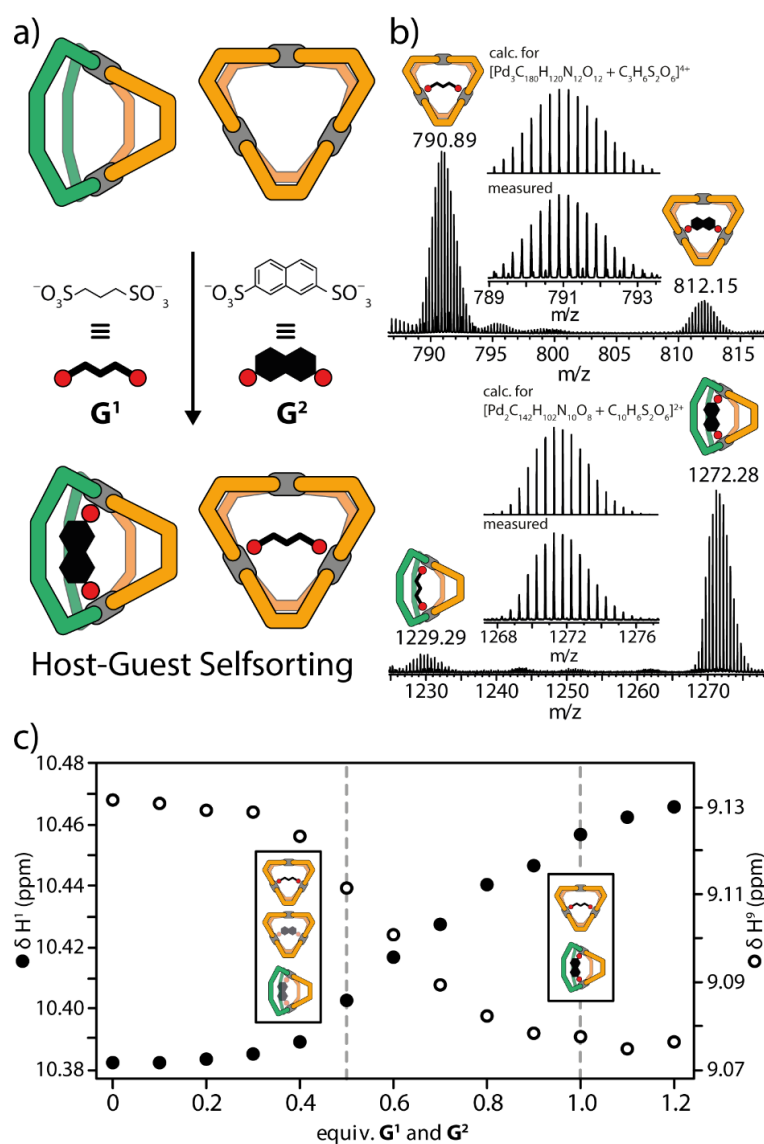 a)
⁻O₃S
SO₃⁻
⁻O₃S
SO₃⁻
≡
≡
G¹
G²
Host-Guest Selfsorting
b)
calc. for
[Pd₃C₁₈₀H₁₂₀N₁₂O₁₂ + C₃H₆S₂O₆]⁴⁺
790.89
measured
812.15
789 791 793
m/z
790 795 800 805 810 815
m/z
calc. for
[Pd₂C₁₄₂H₁₀₂N₁₀O₈ + C₁₀H₆S₂O₆]²⁺
1272.28
measured
1229.29
1268 1272 1276
m/z
1230 1240 1250 1260 1270
m/z
c)
10.48
10.46
10.44
10.42
10.40
10.38
δ H¹ (ppm)
9.13
9.11
9.09
9.07
δ H⁹ (ppm)
0 0.2 0.4 0.6 0.8 1.0 1.2
equiv. G¹ and G²